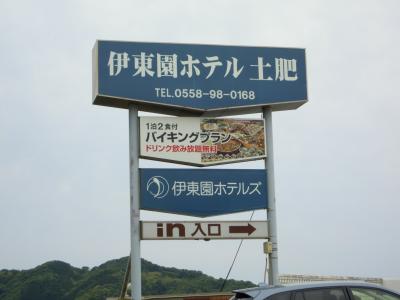 伊東園ホテル 土肥
TEL.0558-98-0168
1泊2食付
バイキングプラン
ドリンク飲み放題無料
伊東園ホテルズ
in 入口